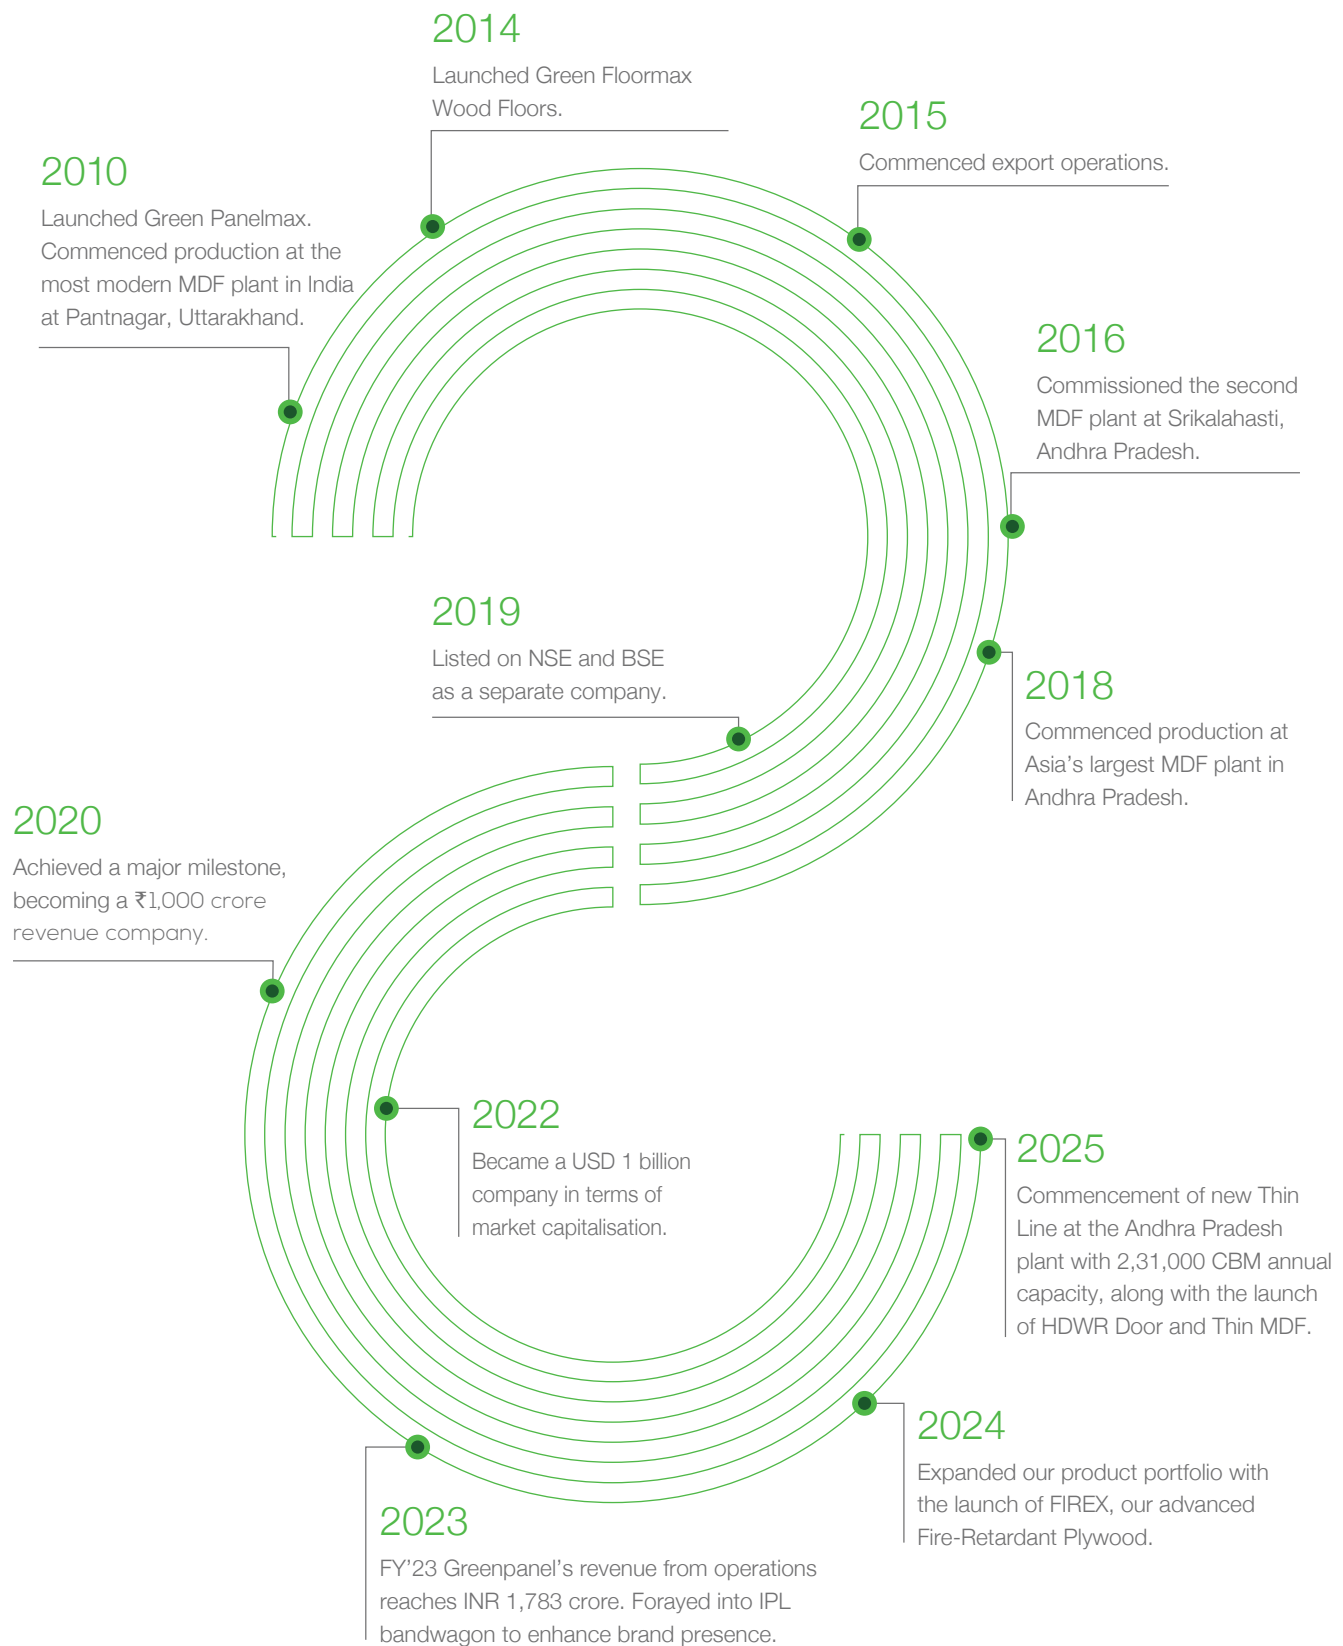 2010
Launched Green Panelmax.
Commenced production at the
most modern MDF plant in India
at Pantnagar, Uttarakhand.
2014
Launched Green Floormax
Wood Floors.
2015
Commenced export operations.
2016
Commissioned the second
MDF plant at Srikalahasti,
Andhra Pradesh.
2018
Commenced production at
Asia's largest MDF plant in
Andhra Pradesh.
2019
Listed on NSE and BSE
as a separate company.
2020
Achieved a major milestone,
becoming a ₹1,000 crore
revenue company.
2022
Became a USD 1 billion
company in terms of
market capitalisation.
2023
FY'23 Greenpanel's revenue from operations
reaches INR 1,783 crore. Forayed into IPL
bandwagon to enhance brand presence.
2024
Expanded our product portfolio with
the launch of FIREX, our advanced
Fire-Retardant Plywood.
2025
Commencement of new Thin
Line at the Andhra Pradesh
plant with 2,31,000 CBM annual
capacity, along with the launch
of HDWR Door and Thin MDF.